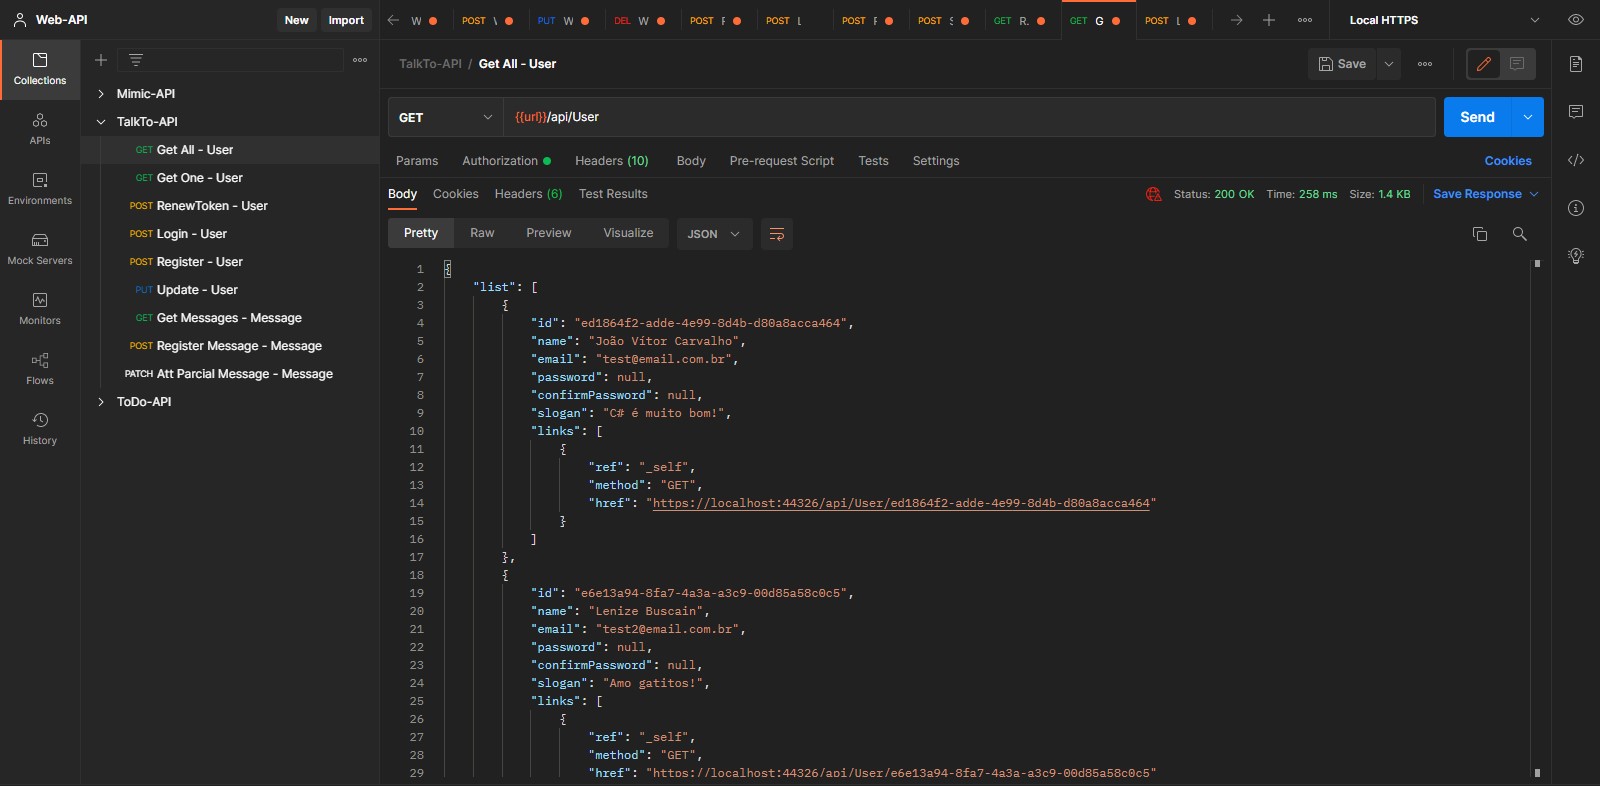 Web-API New Import W POST PUT W DEL W POST POST L POST POST GET R. GET G POST L Local HTTPS
Collections
APIs
Environments
Mock Servers
Monitors
Flows
History
Mimic-API
TalkTo-API
GET Get All - User
GET Get One - User
POST RenewToken - User
POST Login - User
POST Register - User
PUT Update - User
GET Get Messages - Message
POST Register Message - Message
PATCH Att Parcial Message - Message
ToDo-API
TalkTo-API / Get All - User Save
GET {{url}}/api/User Send
Params Authorization Headers (10) Body Pre-request Script Tests Settings Cookies
Body Cookies Headers (6) Test Results Status: 200 OK Time: 258 ms Size: 1.4 KB Save Response
Pretty Raw Preview Visualize JSON
1 {
2 "list": [
3 {
4 "id": "ed1864f2-adde-4e99-8d4b-d80a8acca464",
5 "name": "João Vítor Carvalho",
6 "email": "test@email.com.br",
7 "password": null,
8 "confirmPassword": null,
9 "slogan": "C# é muito bom!",
10 "links": [
11 {
12 "ref": "_self",
13 "method": "GET",
14 "href": "https://localhost:44326/api/User/ed1864f2-adde-4e99-8d4b-d80a8acca464"
15 }
16 ]
17 },
18 {
19 "id": "e6e13a94-8fa7-4a3a-a3c9-00d85a58c0c5",
20 "name": "Lenize Buscain",
21 "email": "test2@email.com.br",
22 "password": null,
23 "confirmPassword": null,
24 "slogan": "Amo gatitos!",
25 "links": [
26 {
27 "ref": "_self",
28 "method": "GET",
29 "href": "https://localhost:44326/api/User/e6e13a94-8fa7-4a3a-a3c9-00d85a58c0c5"